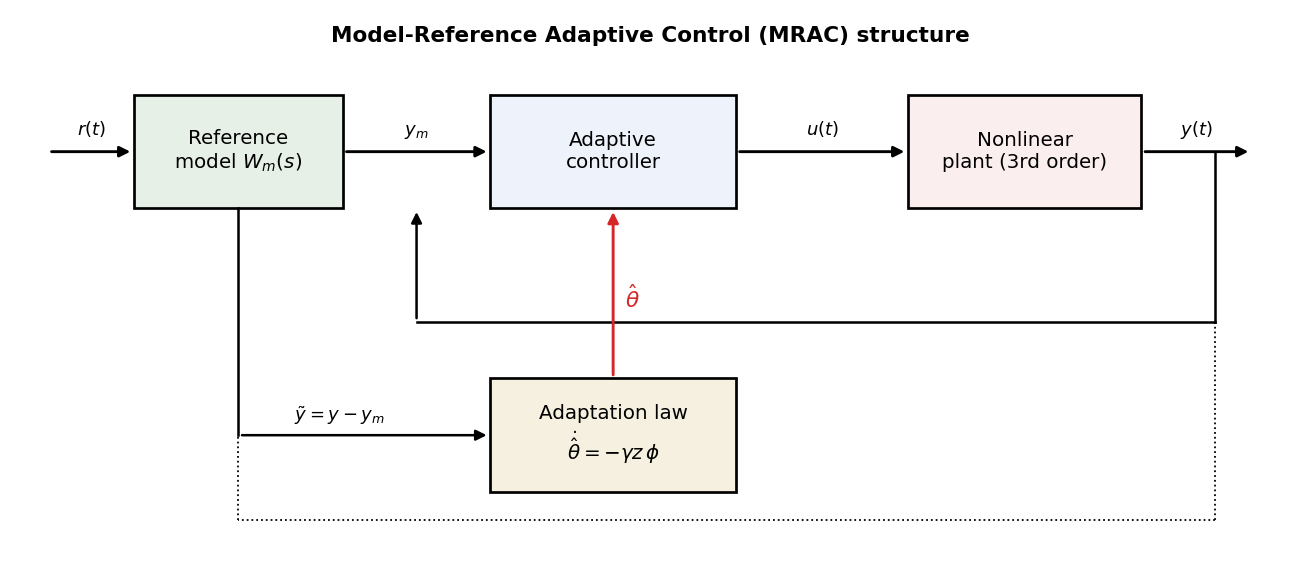 Model-Reference Adaptive Control (MRAC) structure
r(t)
Reference
model W_m(s)
y_m
Adaptive
controller
u(t)
Nonlinear
plant (3rd order)
y(t)
θ̂
ỹ = y − y_m
Adaptation law
θ̂̇ = −γz ϕ